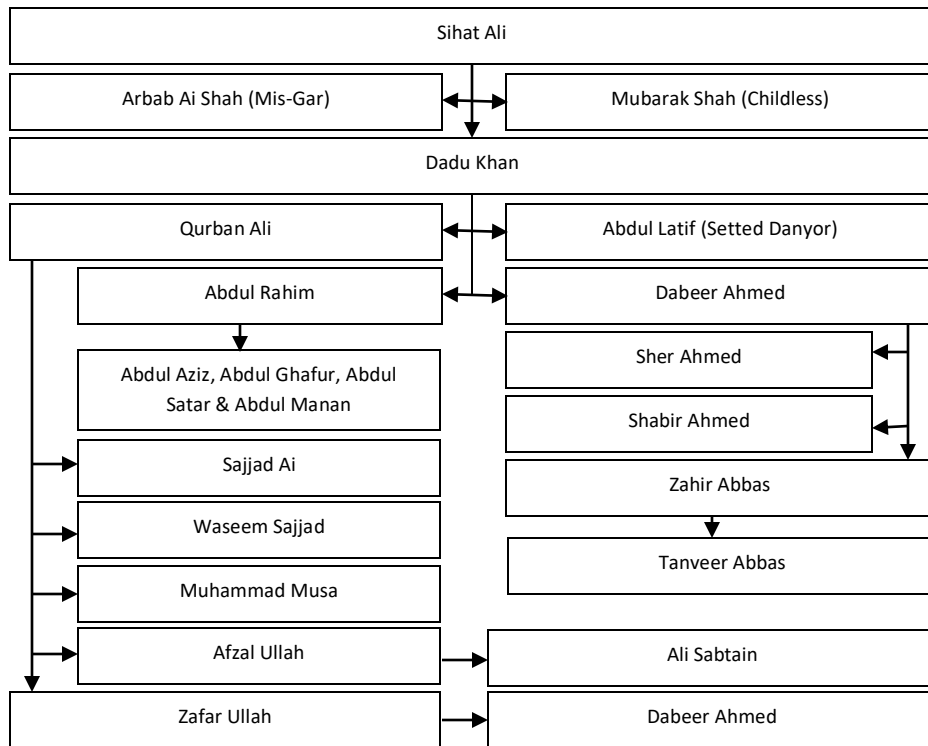 Sihat Ali
Arbab Ai Shah (Mis-Gar)
Mubarak Shah (Childless)
Dadu Khan
Qurban Ali
Abdul Latif (Setted Danyor)
Abdul Rahim
Dabeer Ahmed
Abdul Aziz, Abdul Ghafur, Abdul
Satar & Abdul Manan
Sher Ahmed
Shabir Ahmed
Sajjad Ai
Zahir Abbas
Waseem Sajjad
Tanveer Abbas
Muhammad Musa
Afzal Ullah
Ali Sabtain
Zafar Ullah
Dabeer Ahmed